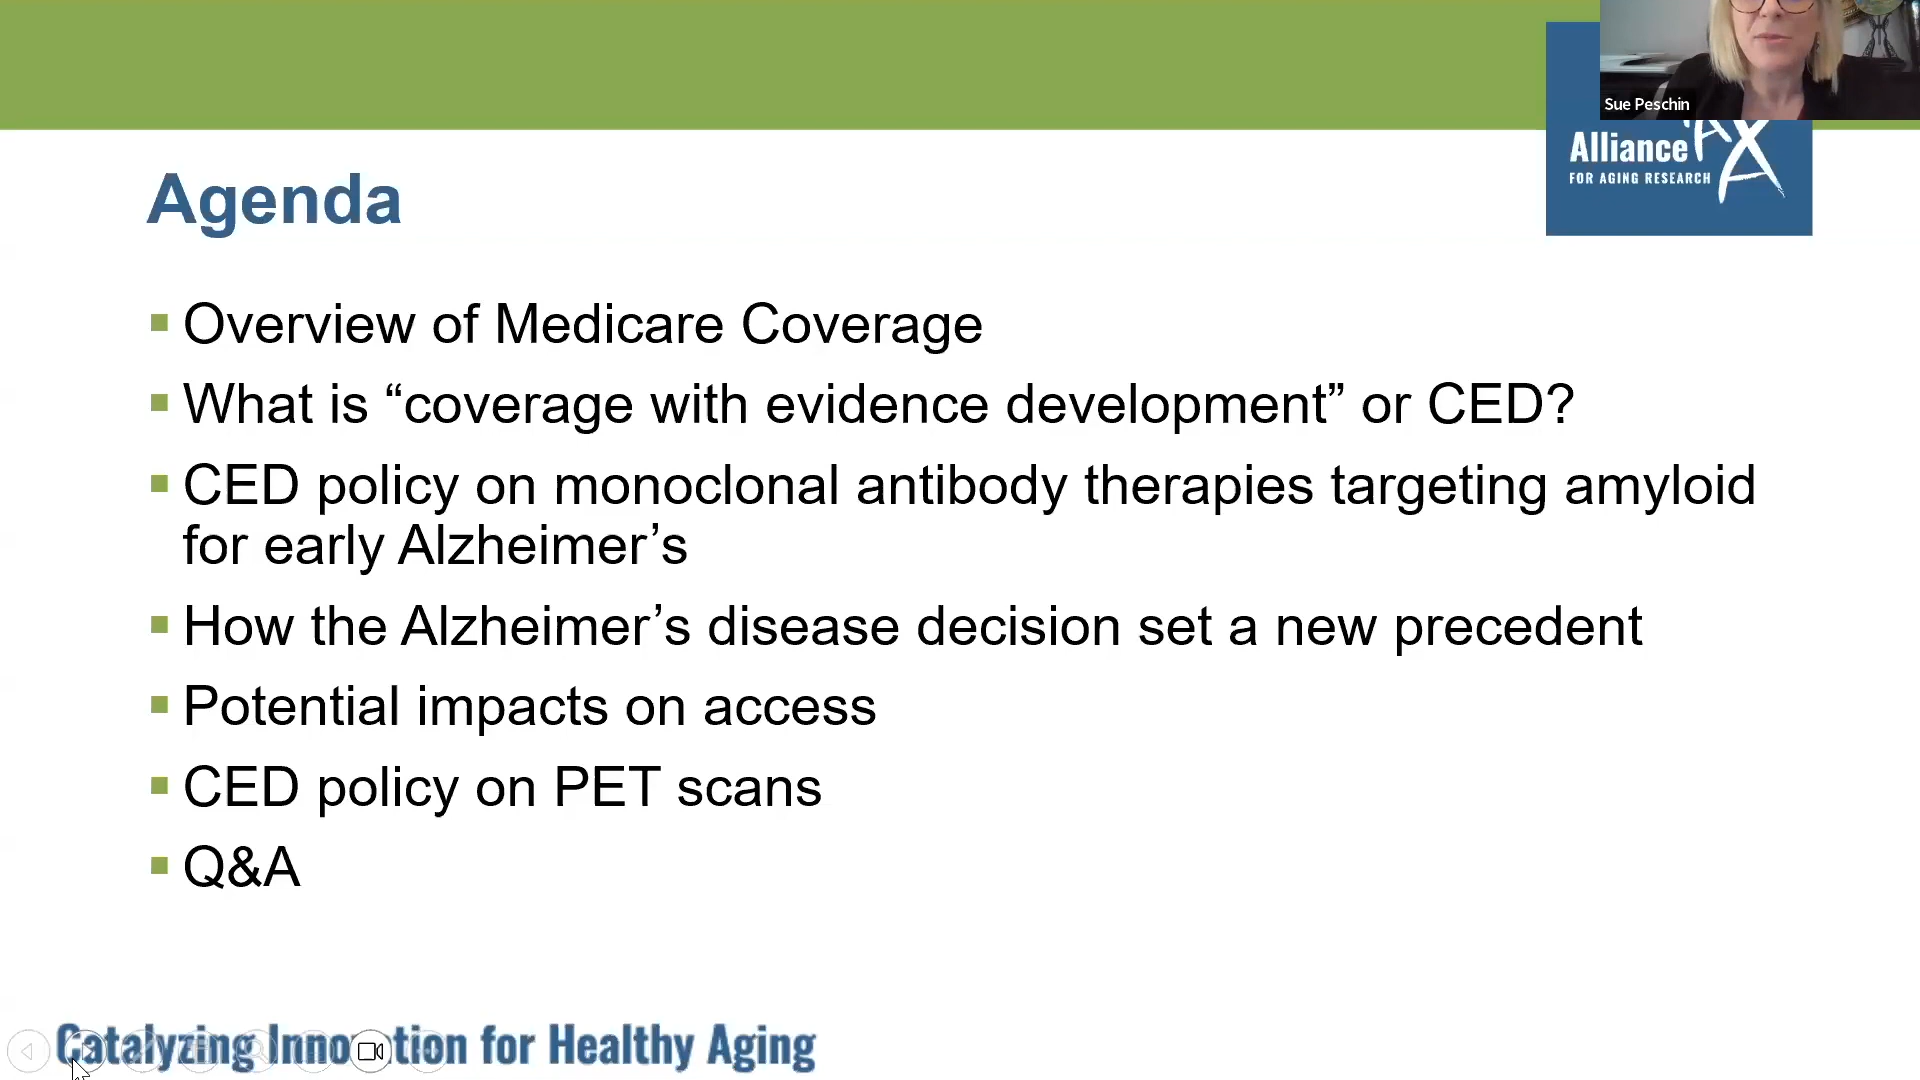 Sue Peschin
Alliance
FOR AGING RESEARCH
Agenda
Overview of Medicare Coverage
What is “coverage with evidence development” or CED?
CED policy on monoclonal antibody therapies targeting amyloid
for early Alzheimer’s
How the Alzheimer’s disease decision set a new precedent
Potential impacts on access
CED policy on PET scans
Q&A
Catalyzing Innovation for Healthy Aging